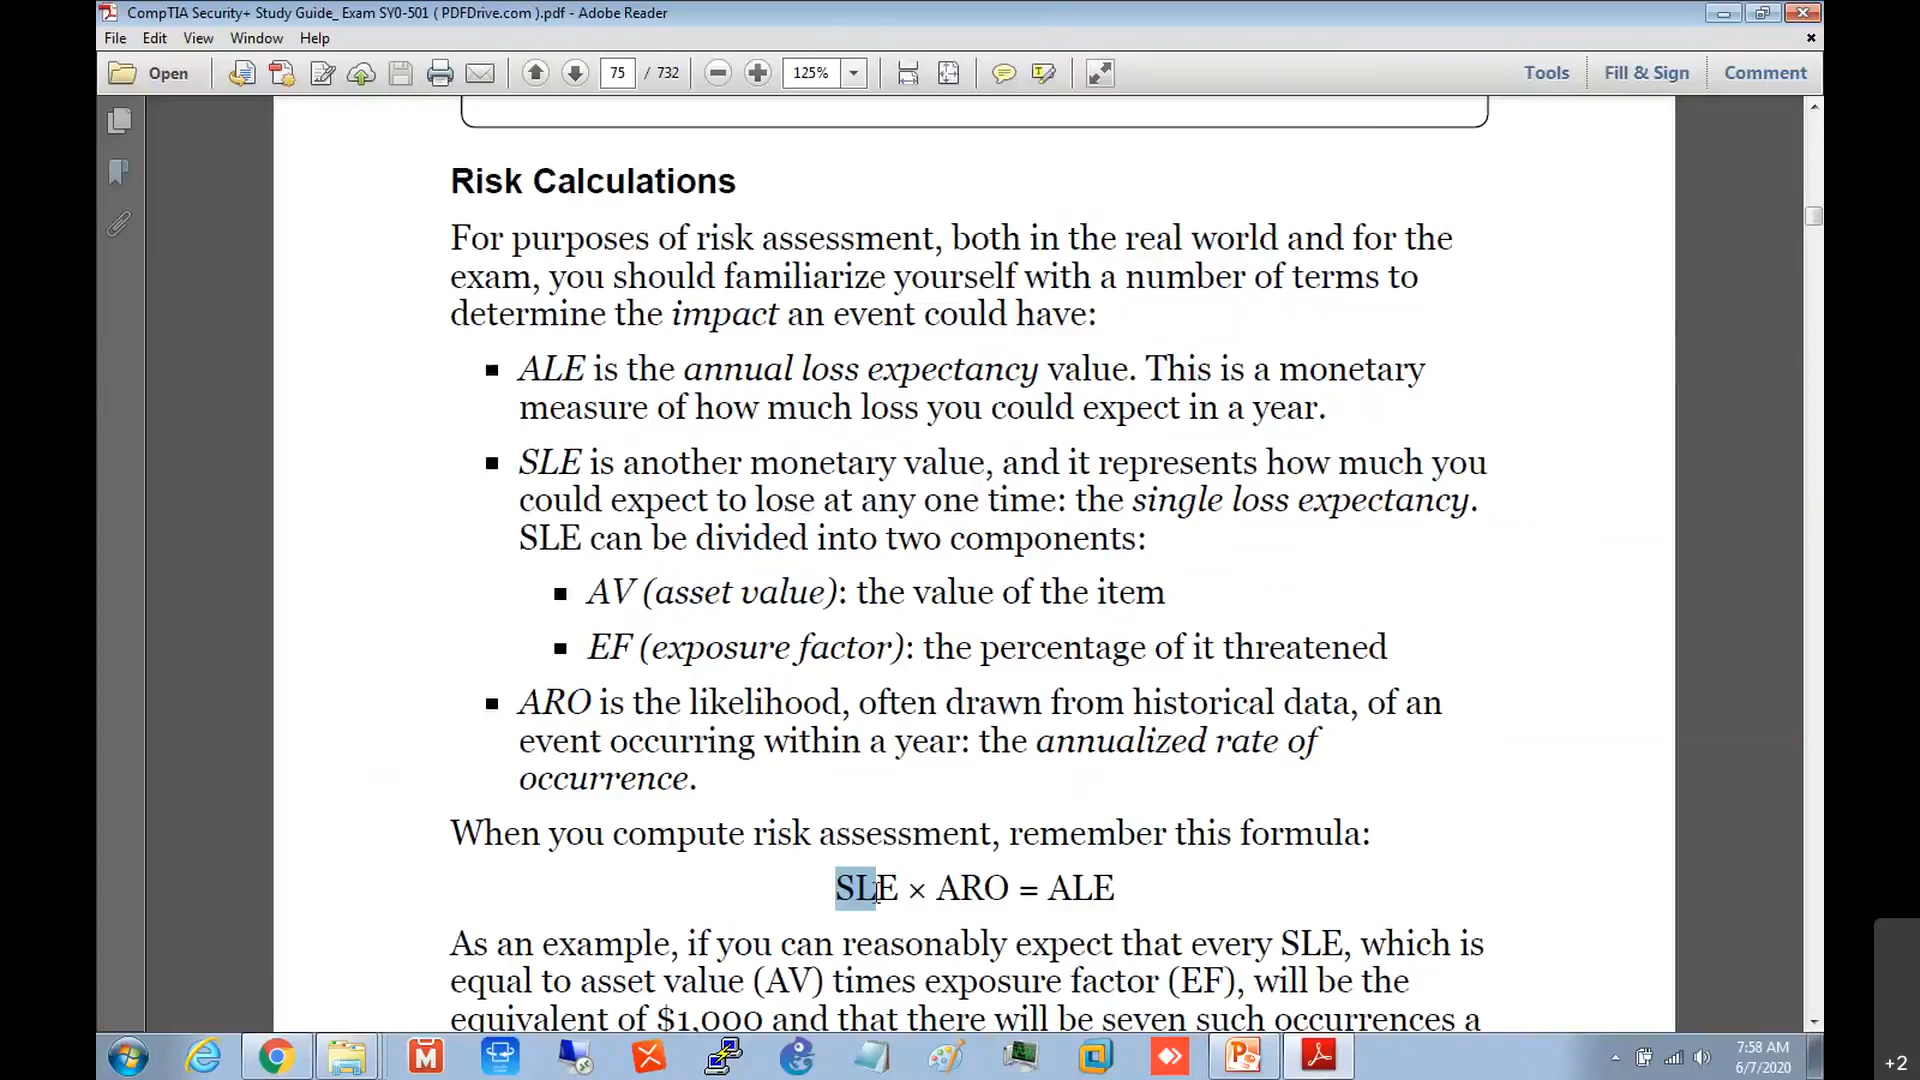 CompTIA Security+ Study Guide_ Exam SY0-501 ( PDFDrive.com ).pdf - Adobe Reader
File Edit View Window Help
Open 75 / 732 125% Tools Fill & Sign Comment
Risk Calculations
For purposes of risk assessment, both in the real world and for the
exam, you should familiarize yourself with a number of terms to
determine the impact an event could have:
▪ ALE is the annual loss expectancy value. This is a monetary
measure of how much loss you could expect in a year.
▪ SLE is another monetary value, and it represents how much you
could expect to lose at any one time: the single loss expectancy.
SLE can be divided into two components:
▪ AV (asset value): the value of the item
▪ EF (exposure factor): the percentage of it threatened
▪ ARO is the likelihood, often drawn from historical data, of an
event occurring within a year: the annualized rate of
occurrence.
When you compute risk assessment, remember this formula:
SLE × ARO = ALE
As an example, if you can reasonably expect that every SLE, which is
equal to asset value (AV) times exposure factor (EF), will be the
equivalent of $1,000 and that there will be seven such occurrences a
7:58 AM
6/7/2020
+2